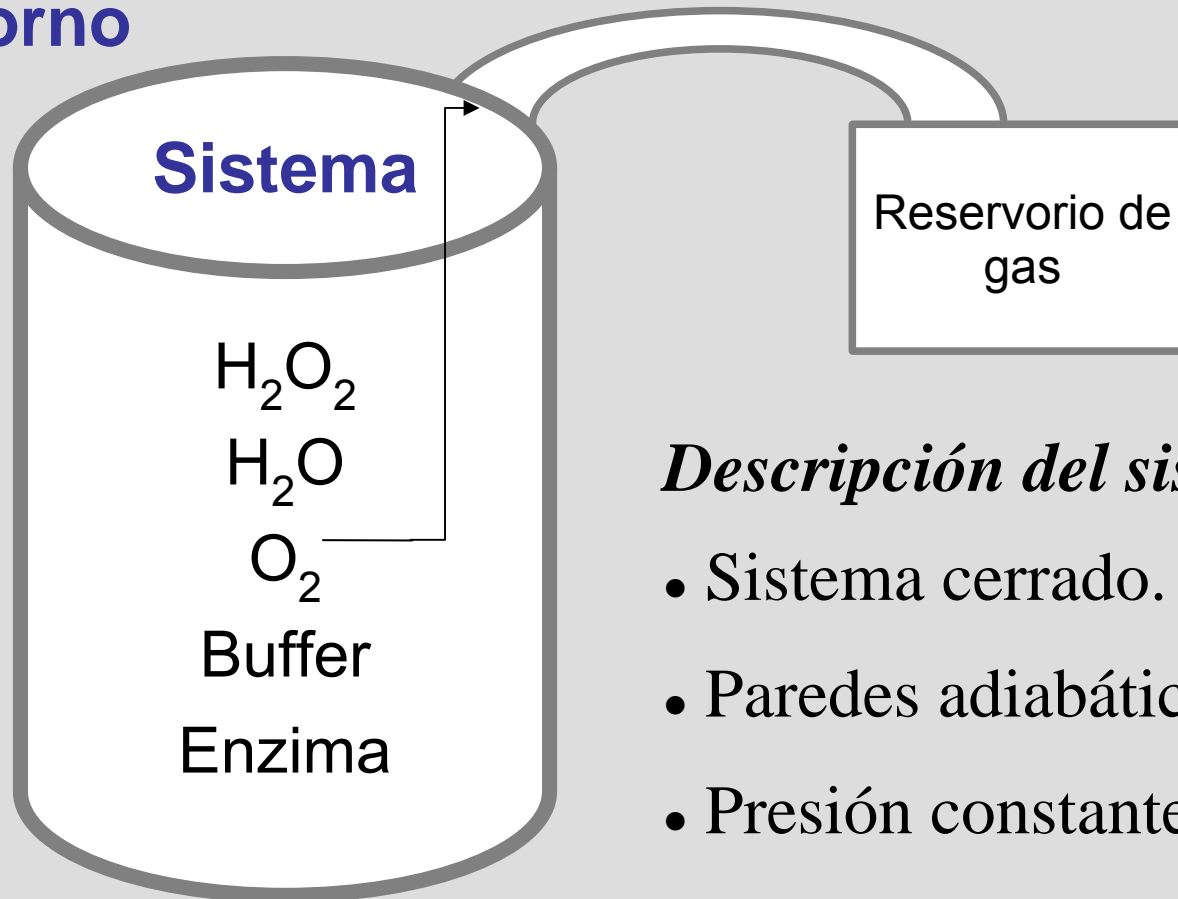 orno
Sistema
Reservorio de
gas
H₂O₂
H₂O
O₂
Buffer
Enzima
Descripción del sis
• Sistema cerrado.
• Paredes adiabátic
• Presión constante